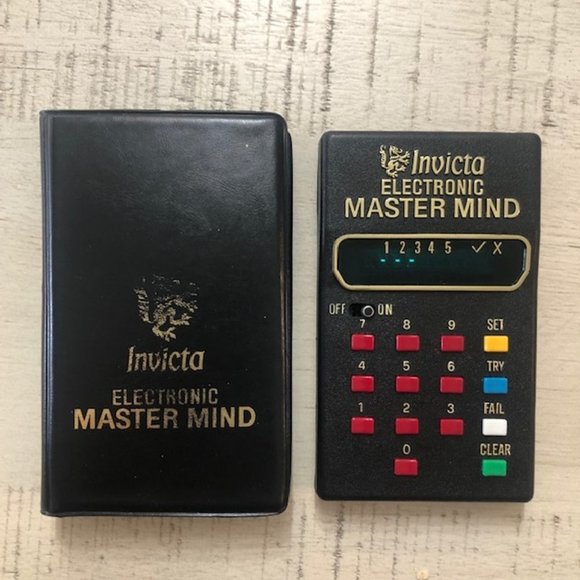 Invicta
ELECTRONIC
MASTER MIND
Invicta
ELECTRONIC
MASTER MIND
1 2 3 4 5 ✓ X
- - -
OFF ON
7 8 9 SET
4 5 6 TRY
1 2 3 FAIL
0 CLEAR